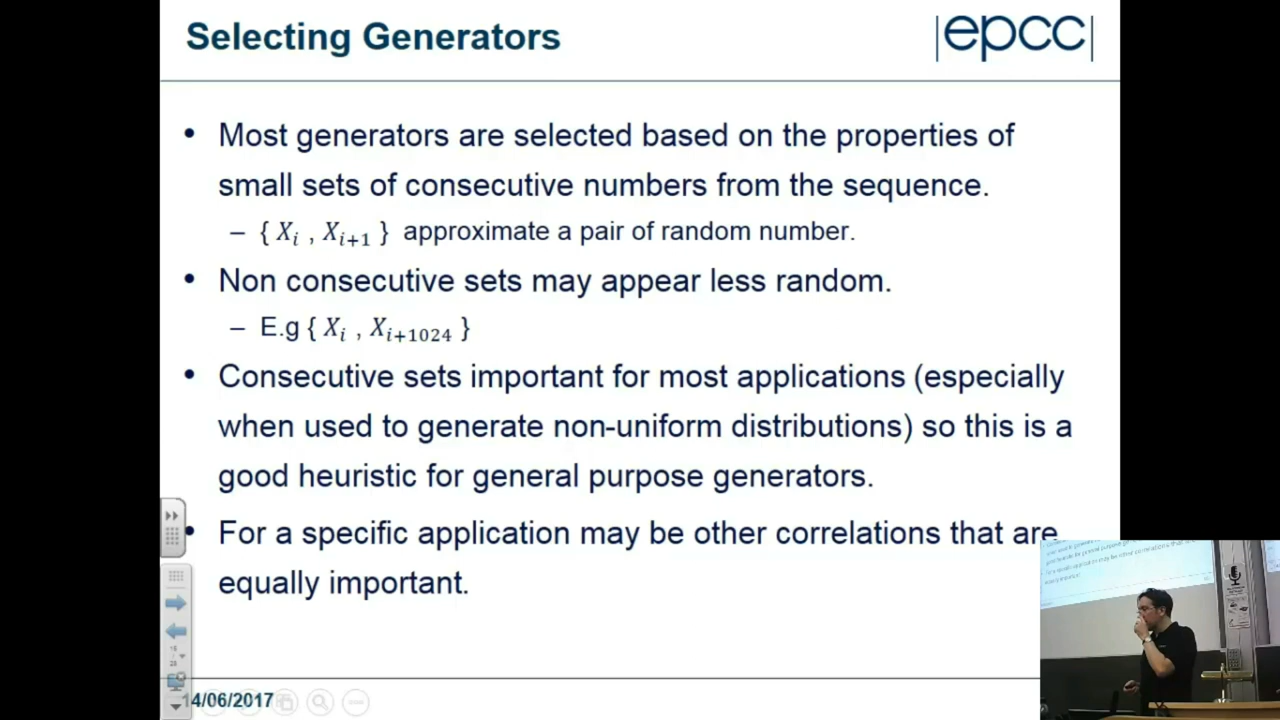 Selecting Generators
|epcc|
• Most generators are selected based on the properties of
small sets of consecutive numbers from the sequence.
– { Xᵢ , Xᵢ₊₁ } approximate a pair of random number.
• Non consecutive sets may appear less random.
– E.g { Xᵢ , Xᵢ₊₁₀₂₄ }
• Consecutive sets important for most applications (especially
when used to generate non-uniform distributions) so this is a
good heuristic for general purpose generators.
• For a specific application may be other correlations that are
equally important.
14/06/2017